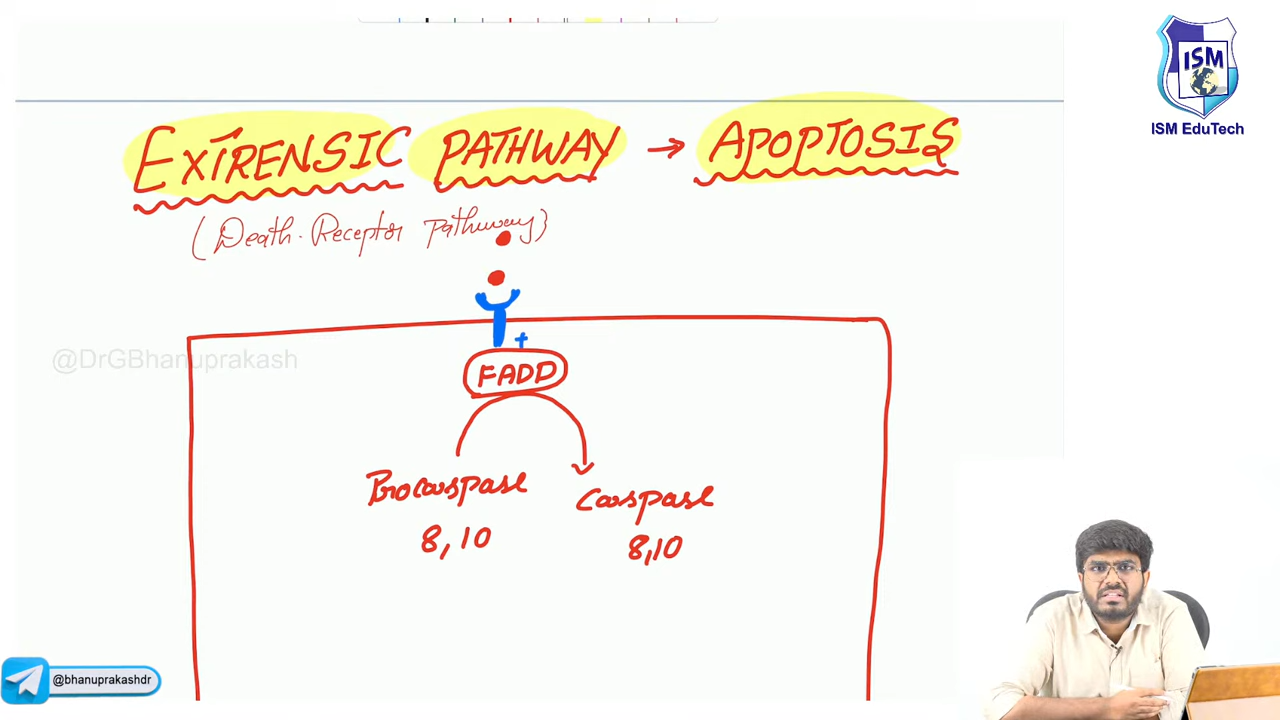 ISM
ISM EduTech
EXTRENSIC PATHWAY → APOPTOSIS
(Death-Receptor pathway)
@DrGBhanuprakash
+
FADD
Procaspase
8, 10
Caspase
8,10
@bhanuprakashdr